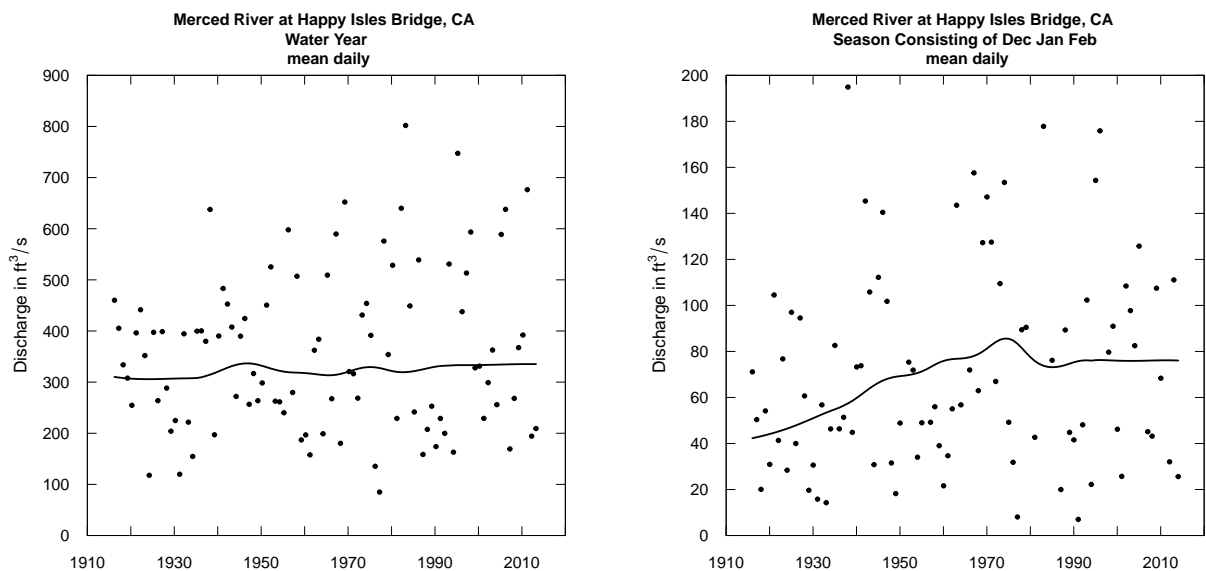 Merced River at Happy Isles Bridge, CA
Water Year
mean daily
900
800
700
600
500
400
300
200
100
0
Discharge in ft³/s
1910 1930 1950 1970 1990 2010
Merced River at Happy Isles Bridge, CA
Season Consisting of Dec Jan Feb
mean daily
200
180
160
140
120
100
80
60
40
20
0
Discharge in ft³/s
1910 1930 1950 1970 1990 2010